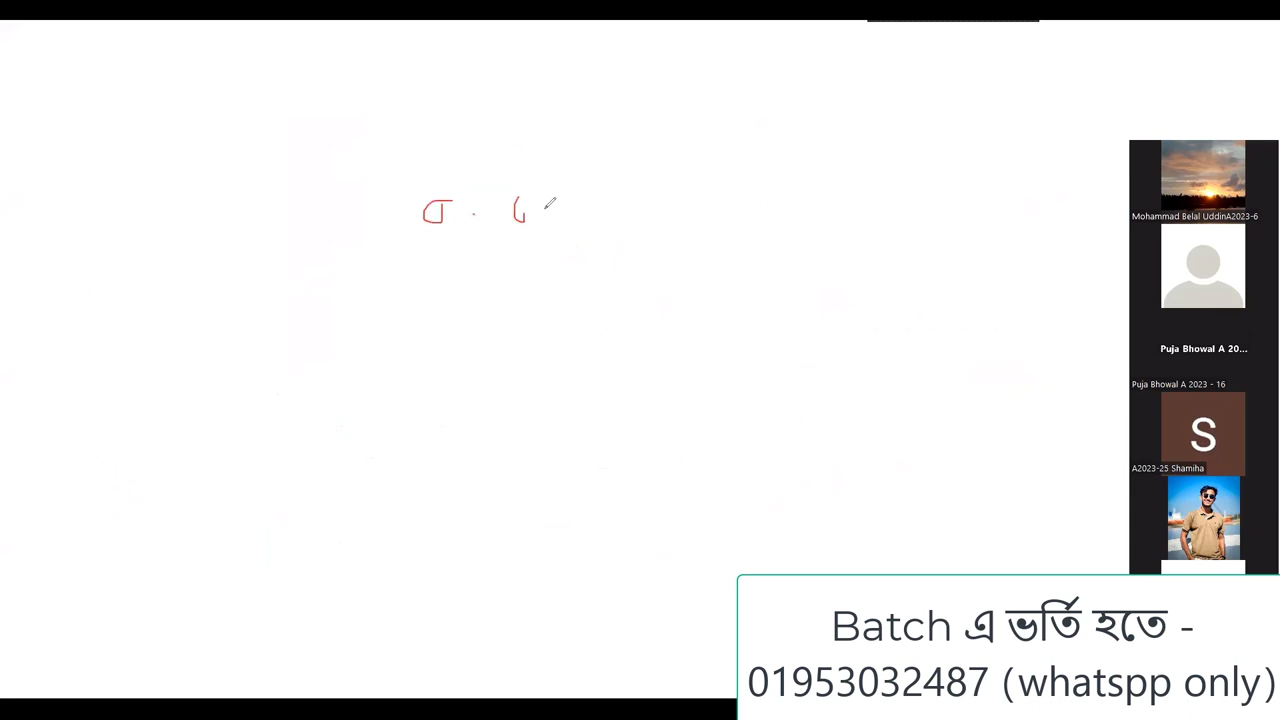 σ .
Mohammad Belal UddinA2023-6
Puja Bhowal A 20...
Puja Bhowal A 2023 - 16
S
A2023-25 Shamiha
Batch এ ভর্তি হতে -
01953032487 (whatspp only)